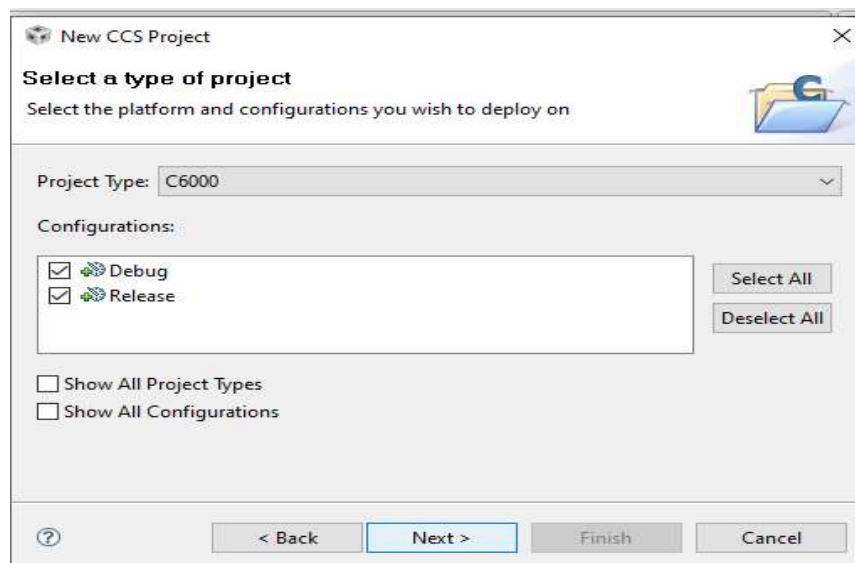 New CCS Project
Select a type of project
Select the platform and configurations you wish to deploy on
Project Type: C6000
Configurations:
Debug
Release
Select All
Deselect All
Show All Project Types
Show All Configurations
< Back Next > Finish Cancel